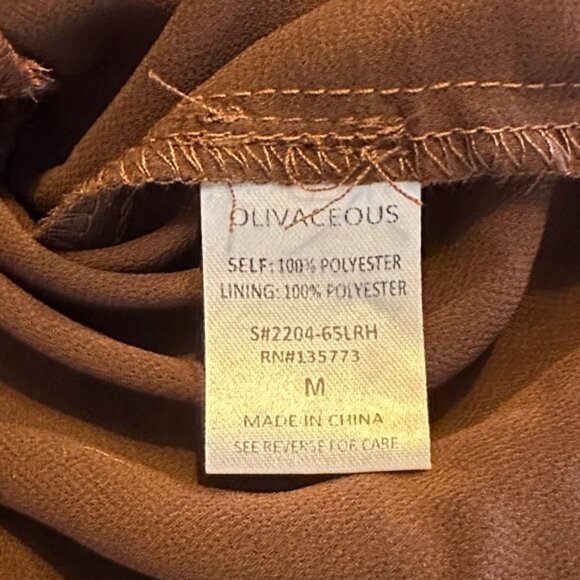 OLIVACEOUS
SELF: 100% POLYESTER
LINING: 100% POLYESTER
S#2204-65LRH
RN#135773
M
MADE IN CHINA
SEE REVERSE FOR CARE